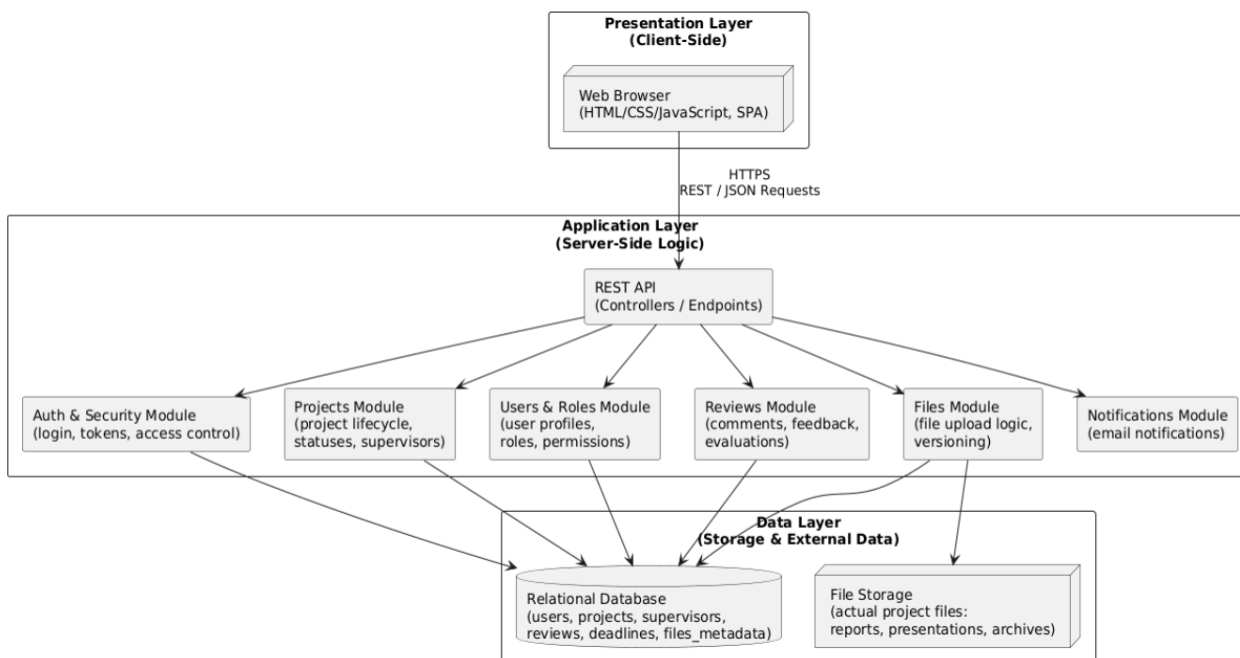 Presentation Layer
(Client-Side)
Web Browser
(HTML/CSS/JavaScript, SPA)
HTTPS
REST / JSON Requests
Application Layer
(Server-Side Logic)
REST API
(Controllers / Endpoints)
Auth & Security Module
(login, tokens, access control)
Projects Module
(project lifecycle,
statuses, supervisors)
Users & Roles Module
(user profiles,
roles, permissions)
Reviews Module
(comments, feedback,
evaluations)
Files Module
(file upload logic,
versioning)
Notifications Module
(email notifications)
Data Layer
(Storage & External Data)
Relational Database
(users, projects, supervisors,
reviews, deadlines, files_metadata)
File Storage
(actual project files:
reports, presentations, archives)